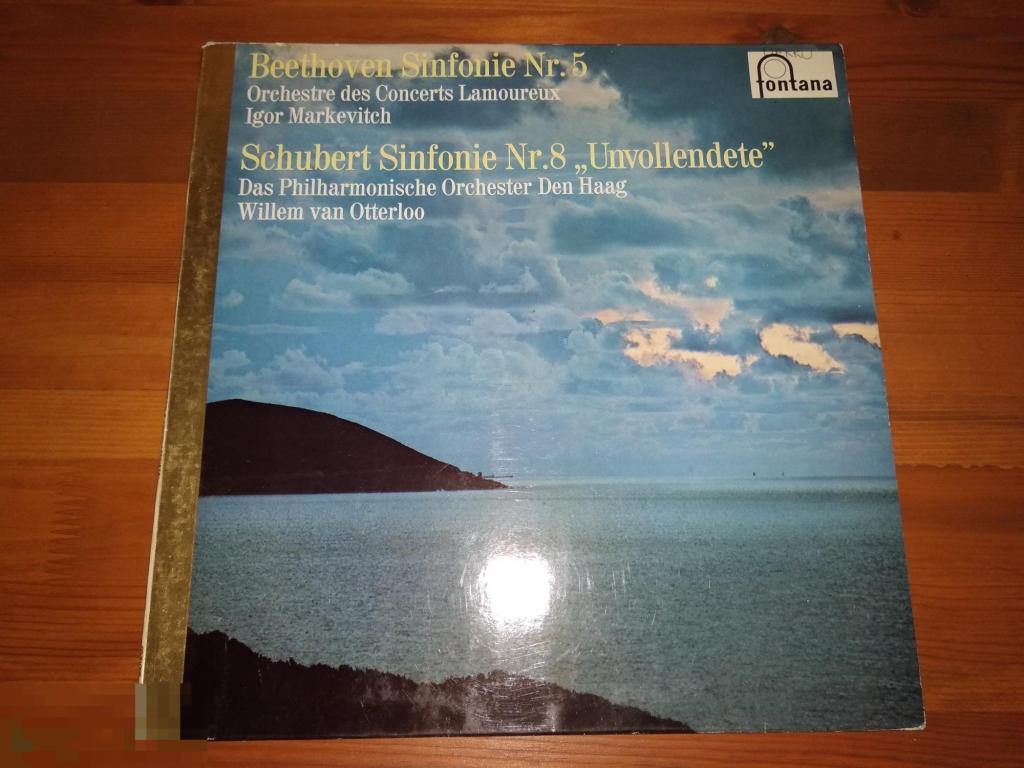 Beethoven Sinfonie Nr. 5
Orchestre des Concerts Lamoureux
Igor Markevitch
fontana
Schubert Sinfonie Nr. 8 „Unvollendete”
Das Philharmonische Orchester Den Haag
Willem van Otterloo